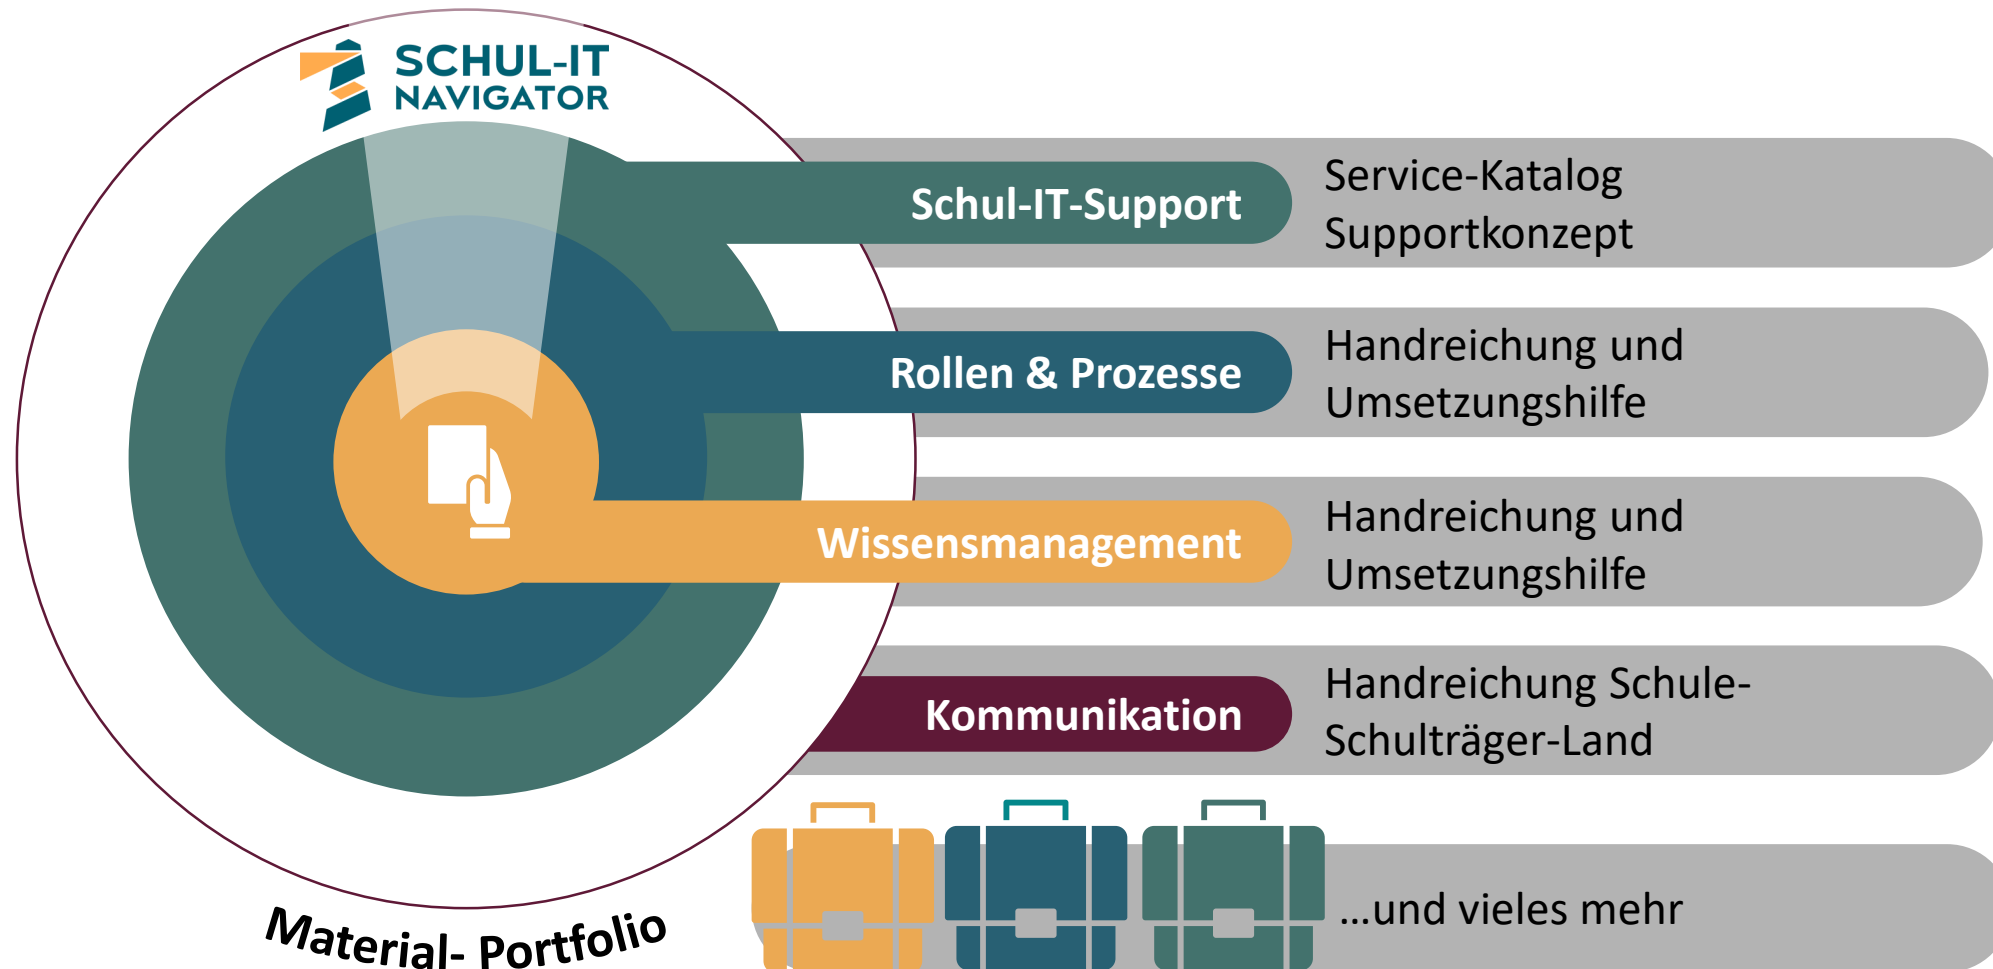 SCHUL-IT
NAVIGATOR
Schul-IT-Support
Service-Katalog
Supportkonzept
Rollen & Prozesse
Handreichung und
Umsetzungshilfe
Wissensmanagement
Handreichung und
Umsetzungshilfe
Kommunikation
Handreichung Schule-
Schulträger-Land
...und vieles mehr
Material- Portfolio